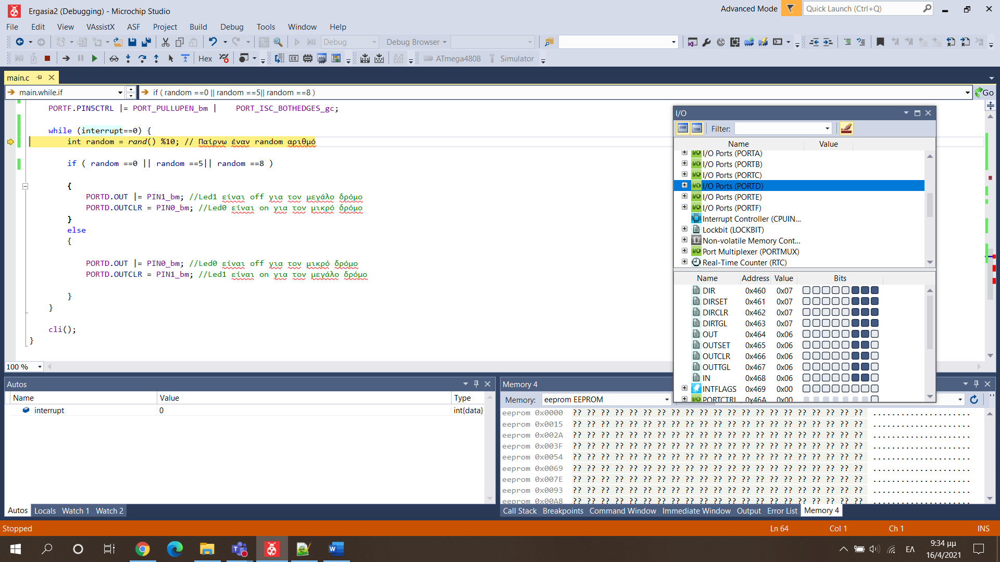 Ergasia2 (Debugging) - Microchip Studio
Advanced Mode
Quick Launch (Ctrl+Q)
File Edit View VAssistX ASF Project Build Debug Tools Window Help
Debug
Debug Browser
Hex
ATmega4808
Simulator
main.c
main.while.if
if ( random ==0 || random ==5|| random ==8 )
Go
PORTF.PIN5CTRL |= PORT_PULLUPEN_bm | PORT_ISC_BOTHEDGES_gc;
while (interrupt==0) {
int random = rand() %10; // Παίρνω έναν random αριθμό
if ( random ==0 || random ==5|| random ==8 )
{
PORTD.OUT |= PIN1_bm; //Led1 είναι off για τον μεγάλο δρόμο
PORTD.OUTCLR = PIN0_bm; //Led0 είναι on για τον μικρό δρόμο
}
else
{
PORTD.OUT |= PIN0_bm; //Led0 είναι off για τον μικρό δρόμο
PORTD.OUTCLR = PIN1_bm; //Led1 είναι on για τον μεγάλο δρόμο
}
}
cli();
}
100 %
I/O
Filter:
Name Value
I/O Ports (PORTA)
I/O Ports (PORTB)
I/O Ports (PORTC)
I/O Ports (PORTD)
I/O Ports (PORTE)
I/O Ports (PORTF)
Interrupt Controller (CPUIN...
Lockbit (LOCKBIT)
Non-volatile Memory Cont...
Port Multiplexer (PORTMUX)
Real-Time Counter (RTC)
Name Address Value Bits
DIR 0x460 0x07
DIRSET 0x461 0x07
DIRCLR 0x462 0x07
DIRTGL 0x463 0x07
OUT 0x464 0x06
OUTSET 0x465 0x06
OUTCLR 0x466 0x06
OUTTGL 0x467 0x06
IN 0x468 0x06
INTFLAGS 0x469 0x00
PORTCTRL 0x46A 0x00
Autos
Name Value Type
interrupt 0 int{data}
Autos Locals Watch 1 Watch 2
Memory 4
Memory: eeprom EEPROM
eeprom 0x0000 ?? ?? ?? ?? ?? ?? ?? ?? ?? ?? ?? ?? ?? ?? ?? ?? ?? ?? ?? ?? ?? .....................
eeprom 0x0015 ?? ?? ?? ?? ?? ?? ?? ?? ?? ?? ?? ?? ?? ?? ?? ?? ?? ?? ?? ?? ?? .....................
eeprom 0x002A ?? ?? ?? ?? ?? ?? ?? ?? ?? ?? ?? ?? ?? ?? ?? ?? ?? ?? ?? ?? ?? .....................
eeprom 0x003F ?? ?? ?? ?? ?? ?? ?? ?? ?? ?? ?? ?? ?? ?? ?? ?? ?? ?? ?? ?? ?? .....................
eeprom 0x0054 ?? ?? ?? ?? ?? ?? ?? ?? ?? ?? ?? ?? ?? ?? ?? ?? ?? ?? ?? ?? ?? .....................
eeprom 0x0069 ?? ?? ?? ?? ?? ?? ?? ?? ?? ?? ?? ?? ?? ?? ?? ?? ?? ?? ?? ?? ?? .....................
eeprom 0x007E ?? ?? ?? ?? ?? ?? ?? ?? ?? ?? ?? ?? ?? ?? ?? ?? ?? ?? ?? ?? ?? .....................
eeprom 0x0093 ?? ?? ?? ?? ?? ?? ?? ?? ?? ?? ?? ?? ?? ?? ?? ?? ?? ?? ?? ?? ?? .....................
eeprom 0x00A8 ?? ?? ?? ?? ?? ?? ?? ?? ?? ?? ?? ?? ?? ?? ?? ?? ?? ?? ?? ?? ?? .....................
Call Stack Breakpoints Command Window Immediate Window Output Error List Memory 4
Stopped Ln 64 Col 1 Ch 1 INS
ΕΛ
9:34 μμ
16/4/2021